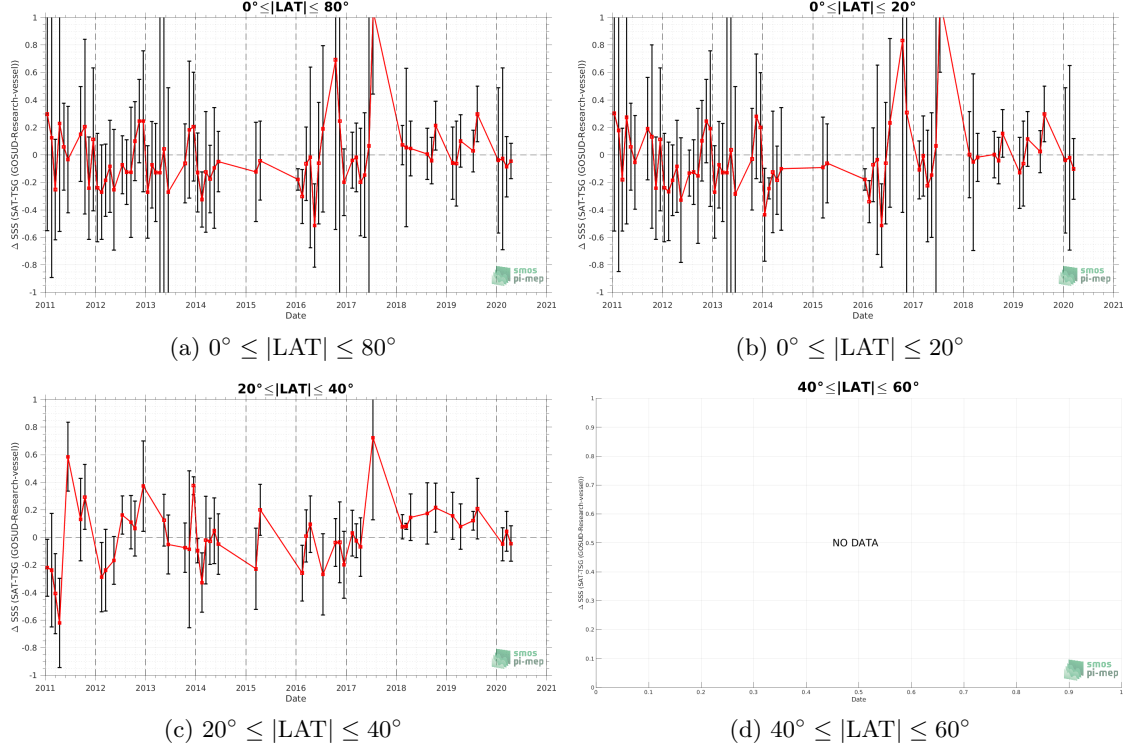 0°≤|LAT|≤ 80°
Δ SSS (SAT-TSG (GOSUD-Research-vessel))
1
0.8
0.6
0.4
0.2
0
-0.2
-0.4
-0.6
-0.8
-1
2011 2012 2013 2014 2015 2016 2017 2018 2019 2020 2021
Date
smos
pi-mep
(a) 0° ≤ |LAT| ≤ 80°
0°≤|LAT|≤ 20°
Δ SSS (SAT-TSG (GOSUD-Research-vessel))
1
0.8
0.6
0.4
0.2
0
-0.2
-0.4
-0.6
-0.8
-1
2011 2012 2013 2014 2015 2016 2017 2018 2019 2020 2021
Date
smos
pi-mep
(b) 0° ≤ |LAT| ≤ 20°
20°≤|LAT|≤ 40°
Δ SSS (SAT-TSG (GOSUD-Research-vessel))
1
0.8
0.6
0.4
0.2
0
-0.2
-0.4
-0.6
-0.8
-1
2011 2012 2013 2014 2015 2016 2017 2018 2019 2020 2021
Date
smos
pi-mep
(c) 20° ≤ |LAT| ≤ 40°
40°≤|LAT|≤ 60°
Δ SSS (SAT-TSG (GOSUD-Research-vessel))
1
0.9
0.8
0.7
0.6
0.5
0.4
0.3
0.2
0.1
0
NO DATA
0 0.1 0.2 0.3 0.4 0.5 0.6 0.7 0.8 0.9 1
Date
smos
pi-mep
(d) 40° ≤ |LAT| ≤ 60°